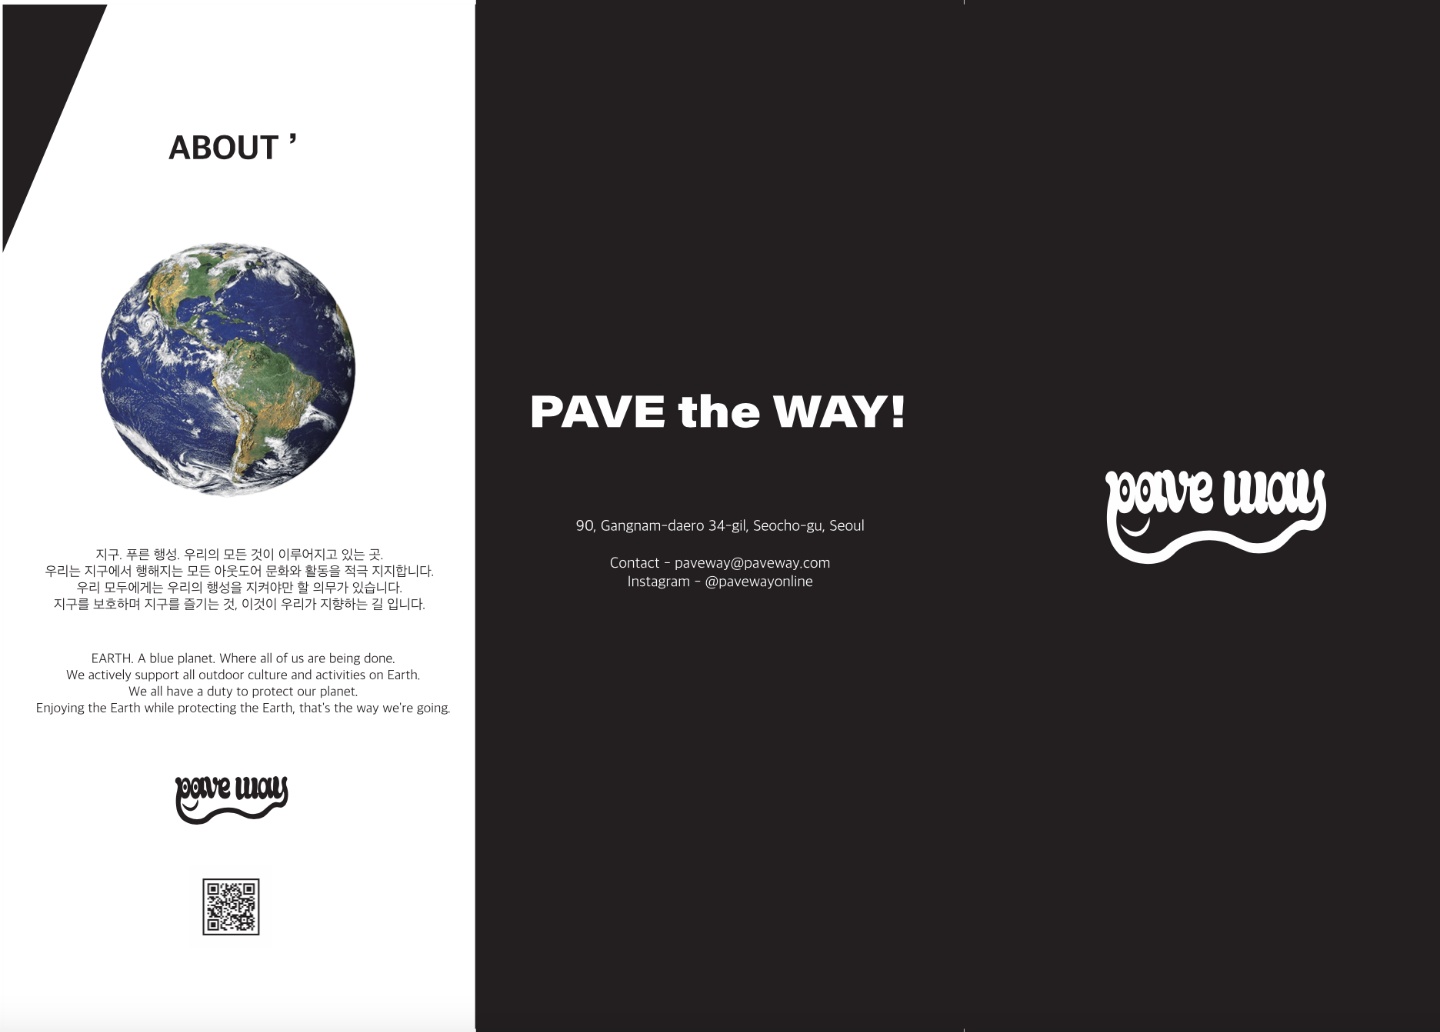 ABOUT ’
지구. 푸른 행성. 우리의 모든 것이 이루어지고 있는 곳.
우리는 지구에서 행해지는 모든 아웃도어 문화와 활동을 적극 지지합니다.
우리 모두에게는 우리의 행성을 지켜야만 할 의무가 있습니다.
지구를 보호하며 지구를 즐기는 것, 이것이 우리가 지향하는 길 입니다.
EARTH. A blue planet. Where all of us are being done.
We actively support all outdoor culture and activities on Earth.
We all have a duty to protect our planet.
Enjoying the Earth while protecting the Earth, that's the way we're going.
pave way
PAVE the WAY!
90, Gangnam-daero 34-gil, Seocho-gu, Seoul
Contact - paveway@paveway.com
Instagram - @pavewayonline
pave way